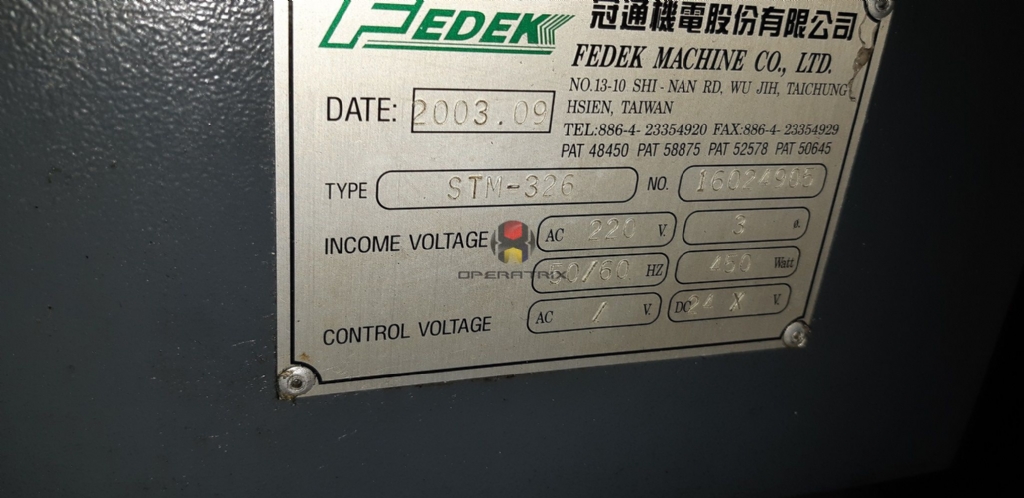 FEDEK
冠通機電股份有限公司
FEDEK MACHINE CO., LTD.
NO.13-10 SHI-NAN RD, WU JIH, TAICHUNG
HSIEN, TAIWAN
TEL:886-4-23354920 FAX:886-4-23354929
PAT 48450 PAT 58875 PAT 52578 PAT 50645
DATE: 2003.09
TYPE STM-326 NO. 16024905
INCOME VOLTAGE AC 220 V. 3 ø.
50/60 HZ 450 Watt
OPERATRIX
CONTROL VOLTAGE AC / V. DC 24 X V.